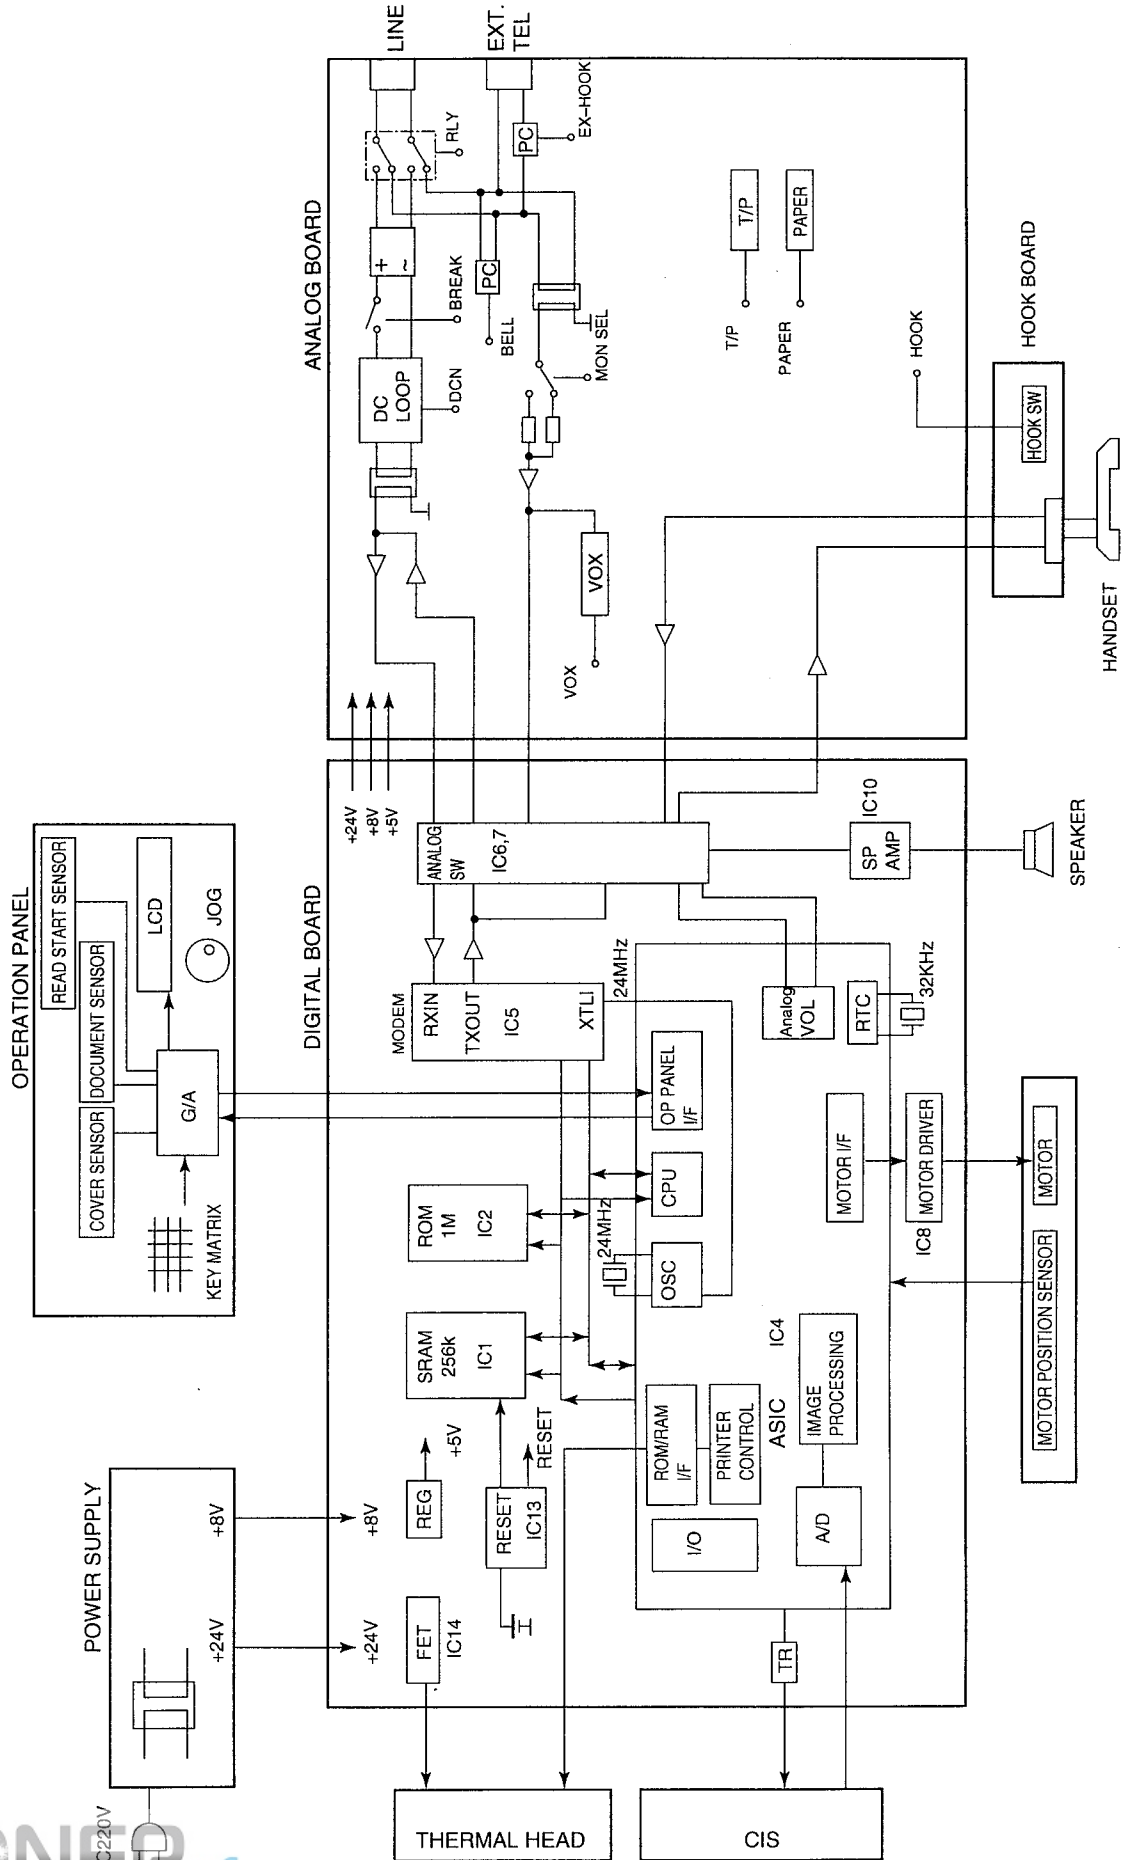 OPERATION PANEL
READ START SENSOR
DOCUMENT SENSOR
COVER SENSOR
LCD
JOG
G/A
KEY MATRIX
POWER SUPPLY
+24V
+8V
C220V
DIGITAL BOARD
+24V
+8V
+5V
+24V
+8V
FET
IC14
REG
+5V
RESET
IC13
RESET
SRAM
256k
IC1
ROM
1M
IC2
MODEM
RXIN
TXOUT
IC5
XTLI
ANALOG
SW
IC6,7
24MHz
24MHz
OSC
CPU
OP PANEL
I/F
ROM/RAM
I/F
PRINTER
CONTROL
ASIC
I/O
A/D
IMAGE
PROCESSING
IC4
Analog
VOL
RTC
32KHz
MOTOR I/F
MOTOR DRIVER
IC8
SP
AMP
IC10
SPEAKER
TR
THERMAL HEAD
CIS
MOTOR POSITION SENSOR
MOTOR
ANALOG BOARD
LINE
EXT.
TEL
RLY
PC
EX-HOOK
+
~
BREAK
DC
LOOP
DCN
PC
BELL
MON SEL
VOX
VOX
T/P
T/P
PAPER
PAPER
HOOK
HOOK BOARD
HOOK SW
HANDSET